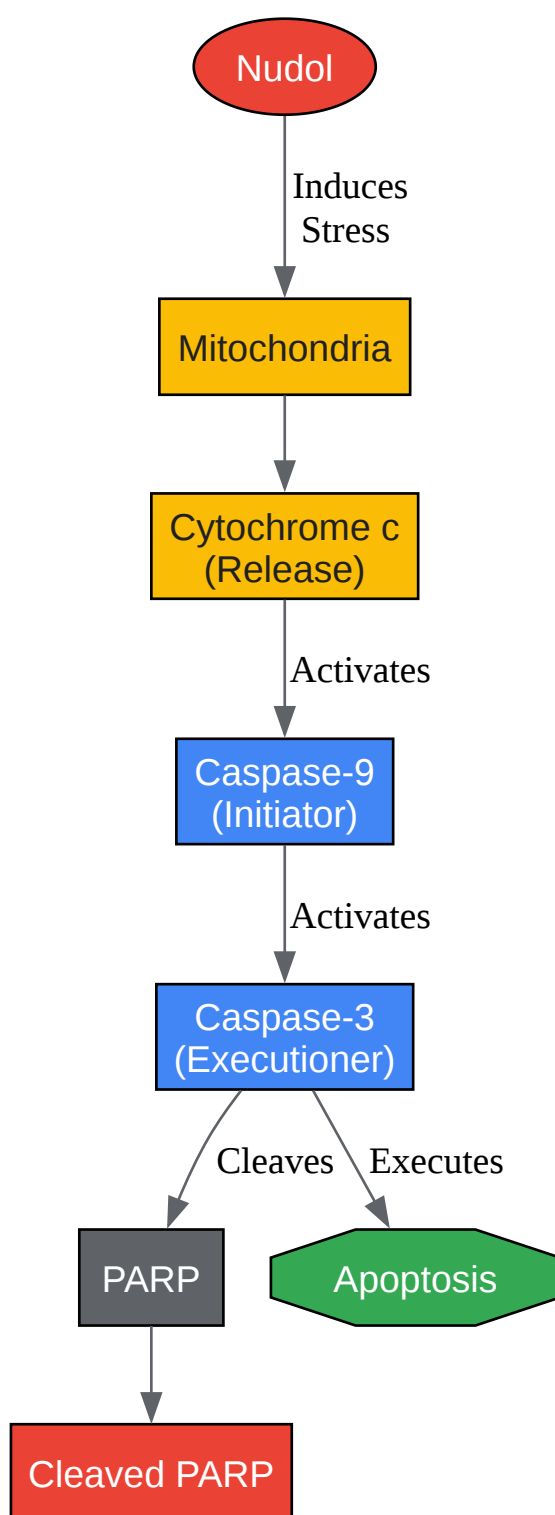 Nudol
Induces
Stress
Mitochondria
Cytochrome c
(Release)
Activates
Caspase-9
(Initiator)
Activates
Caspase-3
(Executioner)
Cleaves
Executes
PARP
Apoptosis
Cleaved PARP